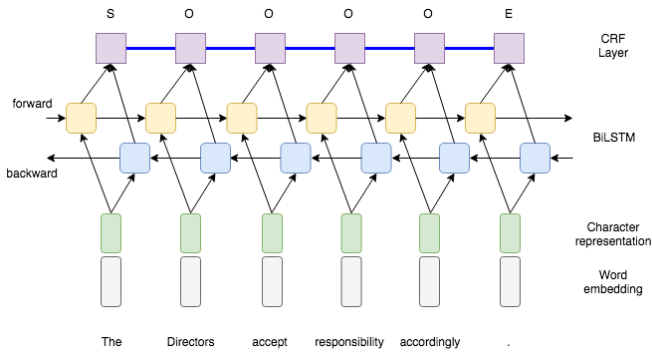 S O O O O E
CRF
Layer
forward
BiLSTM
backward
Character
representation
Word
embedding
The Directors accept responsibility accordingly .